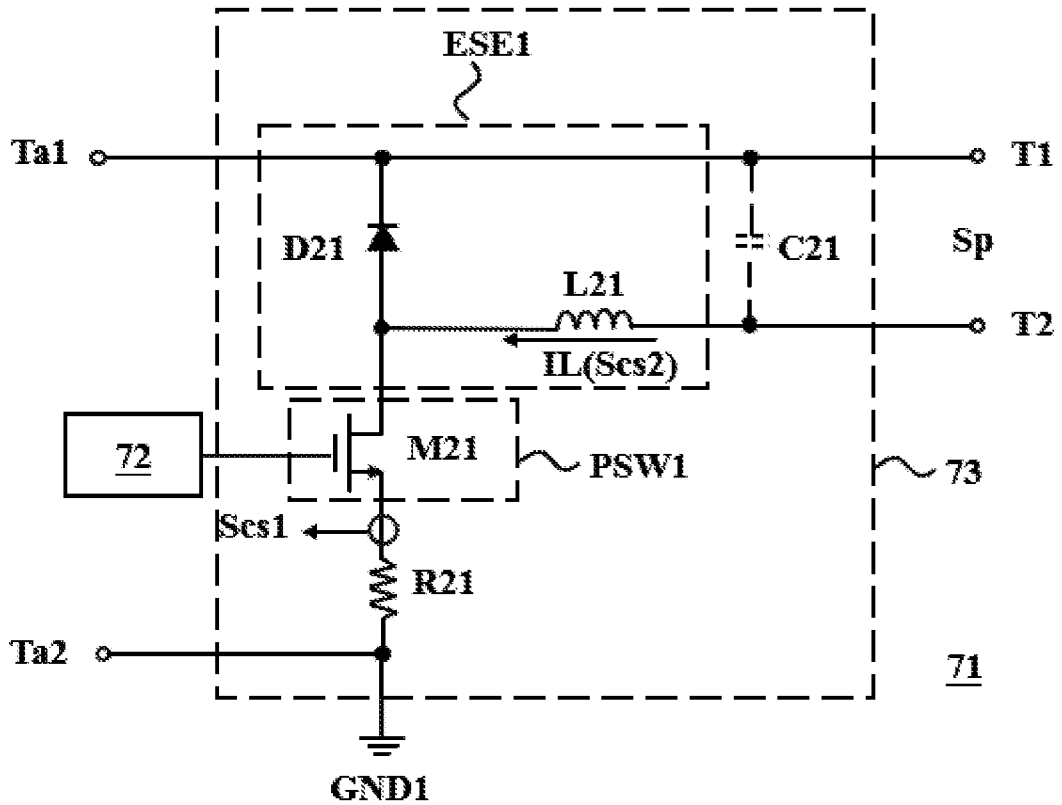 ESE1
Ta1
T1
D21
C21
Sp
L21
T2
IL(Scs2)
72
M21
PSW1
73
Scs1
R21
Ta2
71
GND1